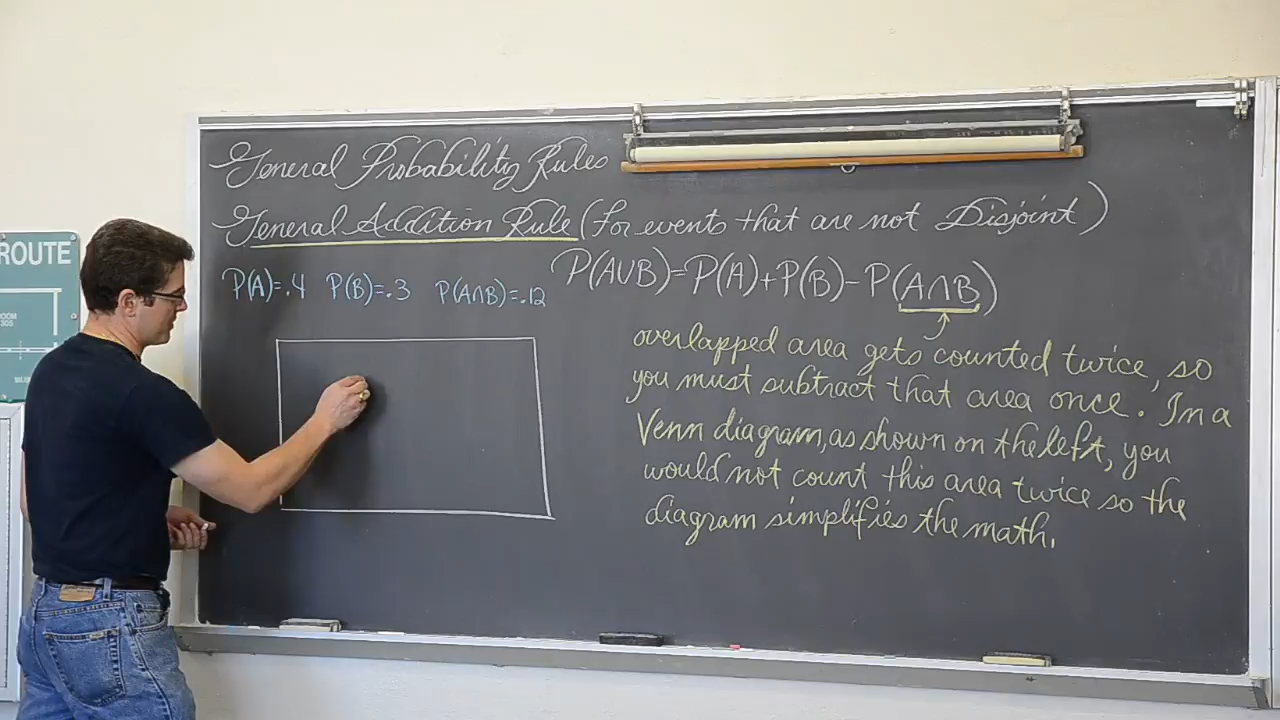 General Probability Rules
General Addition Rule (for events that are not Disjoint)
P(A)=.4 P(B)=.3 P(A∩B)=.12
P(A∪B)=P(A)+P(B)-P(A∩B)
overlapped area gets counted twice, so
you must subtract that area once. In a
Venn diagram, as shown on the left, you
would not count this area twice so the
diagram simplifies the math.
ROUTE